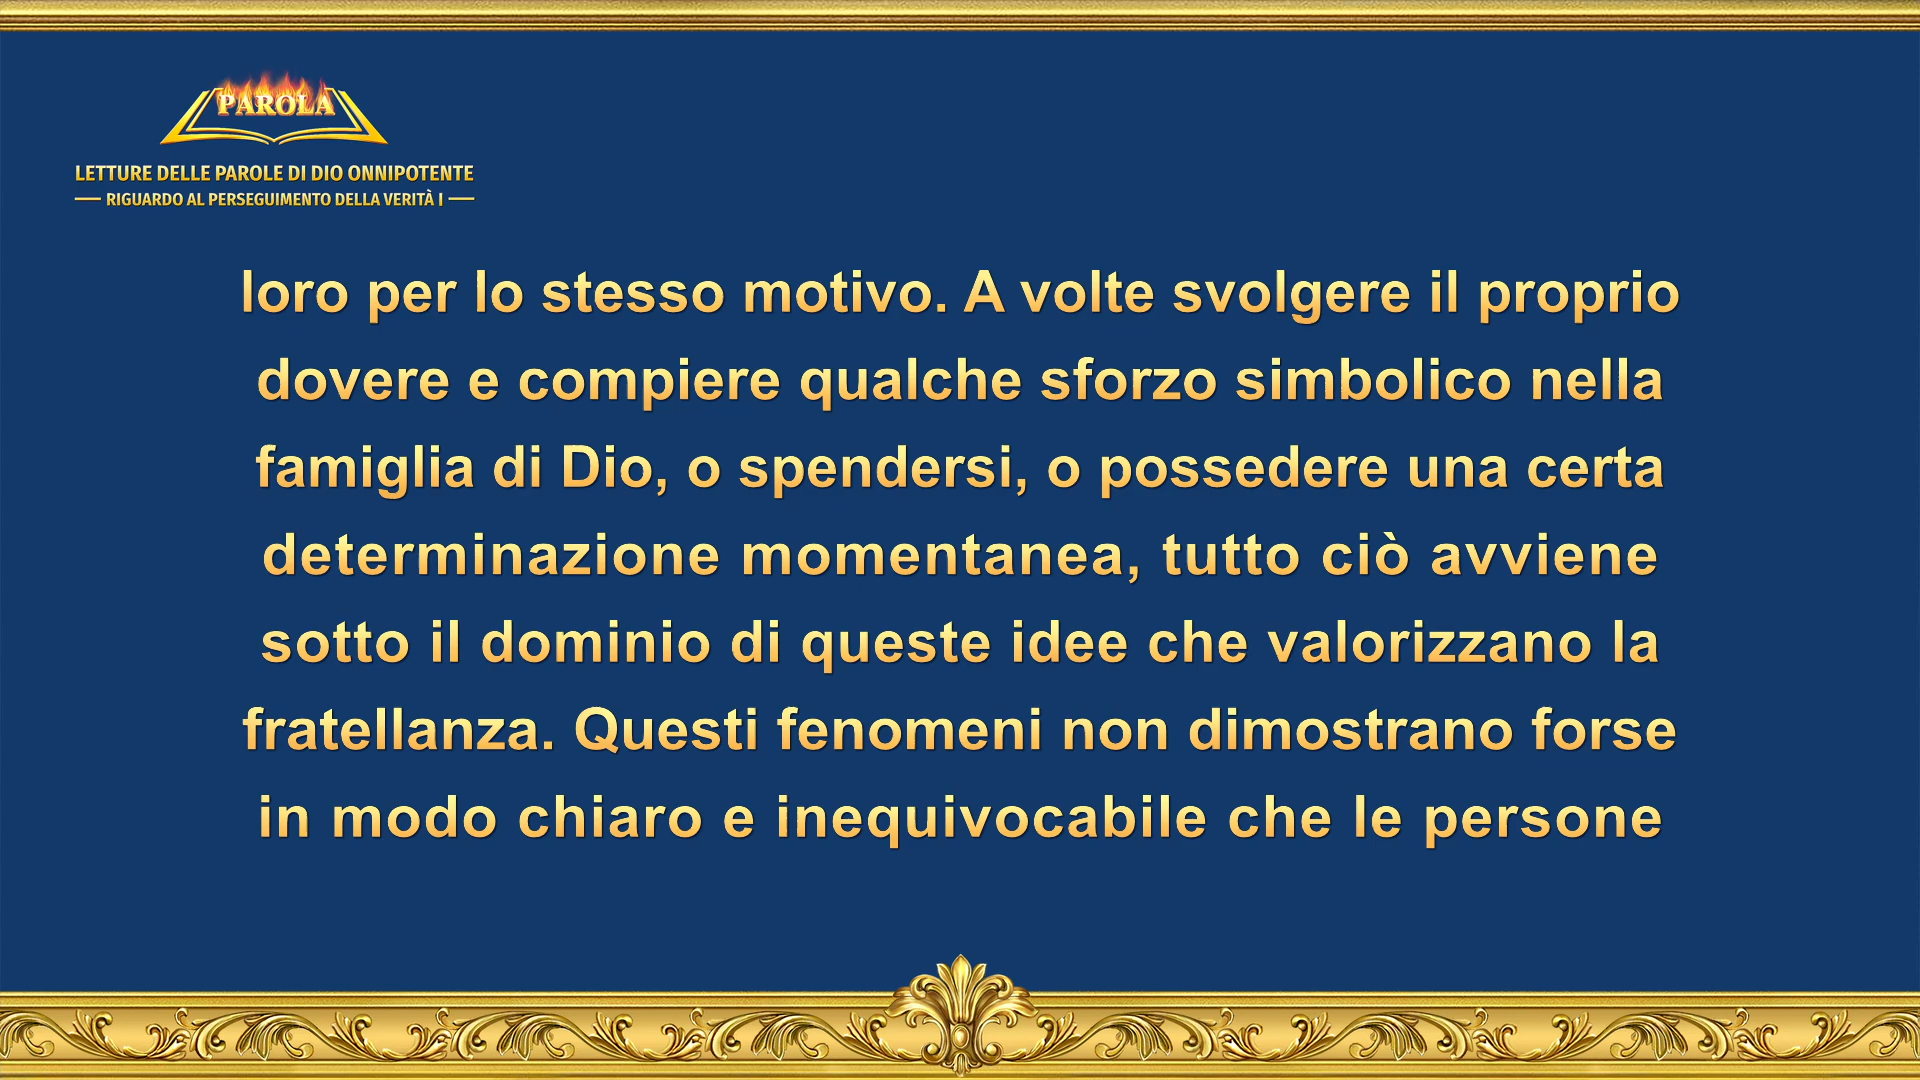 PAROLA
LETTURE DELLE PAROLE DI DIO ONNIPOTENTE
RIGUARDO AL PERSEGUIMENTO DELLA VERITÀ I
loro per lo stesso motivo. A volte svolgere il proprio
dovere e compiere qualche sforzo simbolico nella
famiglia di Dio, o spendersi, o possedere una certa
determinazione momentanea, tutto ciò avviene
sotto il dominio di queste idee che valorizzano la
fratellanza. Questi fenomeni non dimostrano forse
in modo chiaro e inequivocabile che le persone